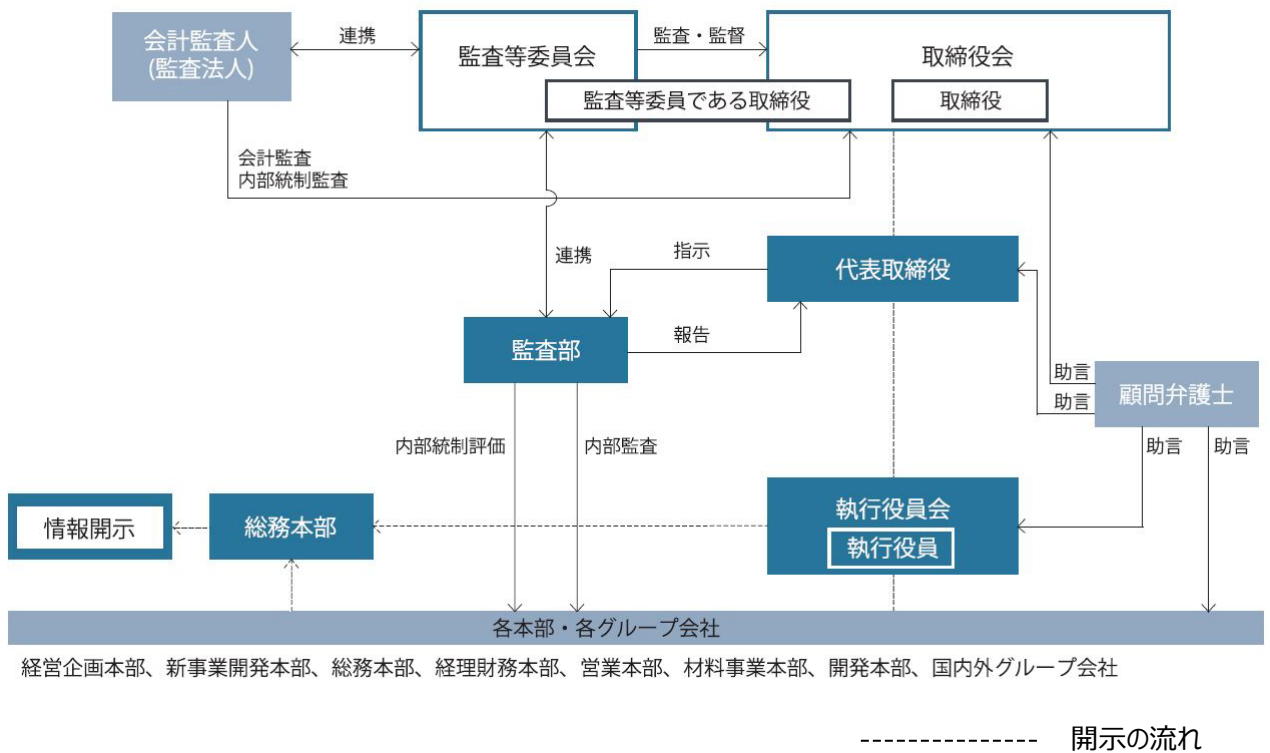 会計監査人
(監査法人)
連携
監査等委員会
監査・監督
取締役会
監査等委員である取締役
取締役
会計監査
内部統制監査
連携
指示
代表取締役
監査部
報告
助言
助言
顧問弁護士
内部統制評価
内部監査
助言
助言
情報開示
総務本部
執行役員会
執行役員
各本部・各グループ会社
経営企画本部、新事業開発本部、総務本部、経理財務本部、営業本部、材料事業本部、開発本部、国内外グループ会社
開示の流れ